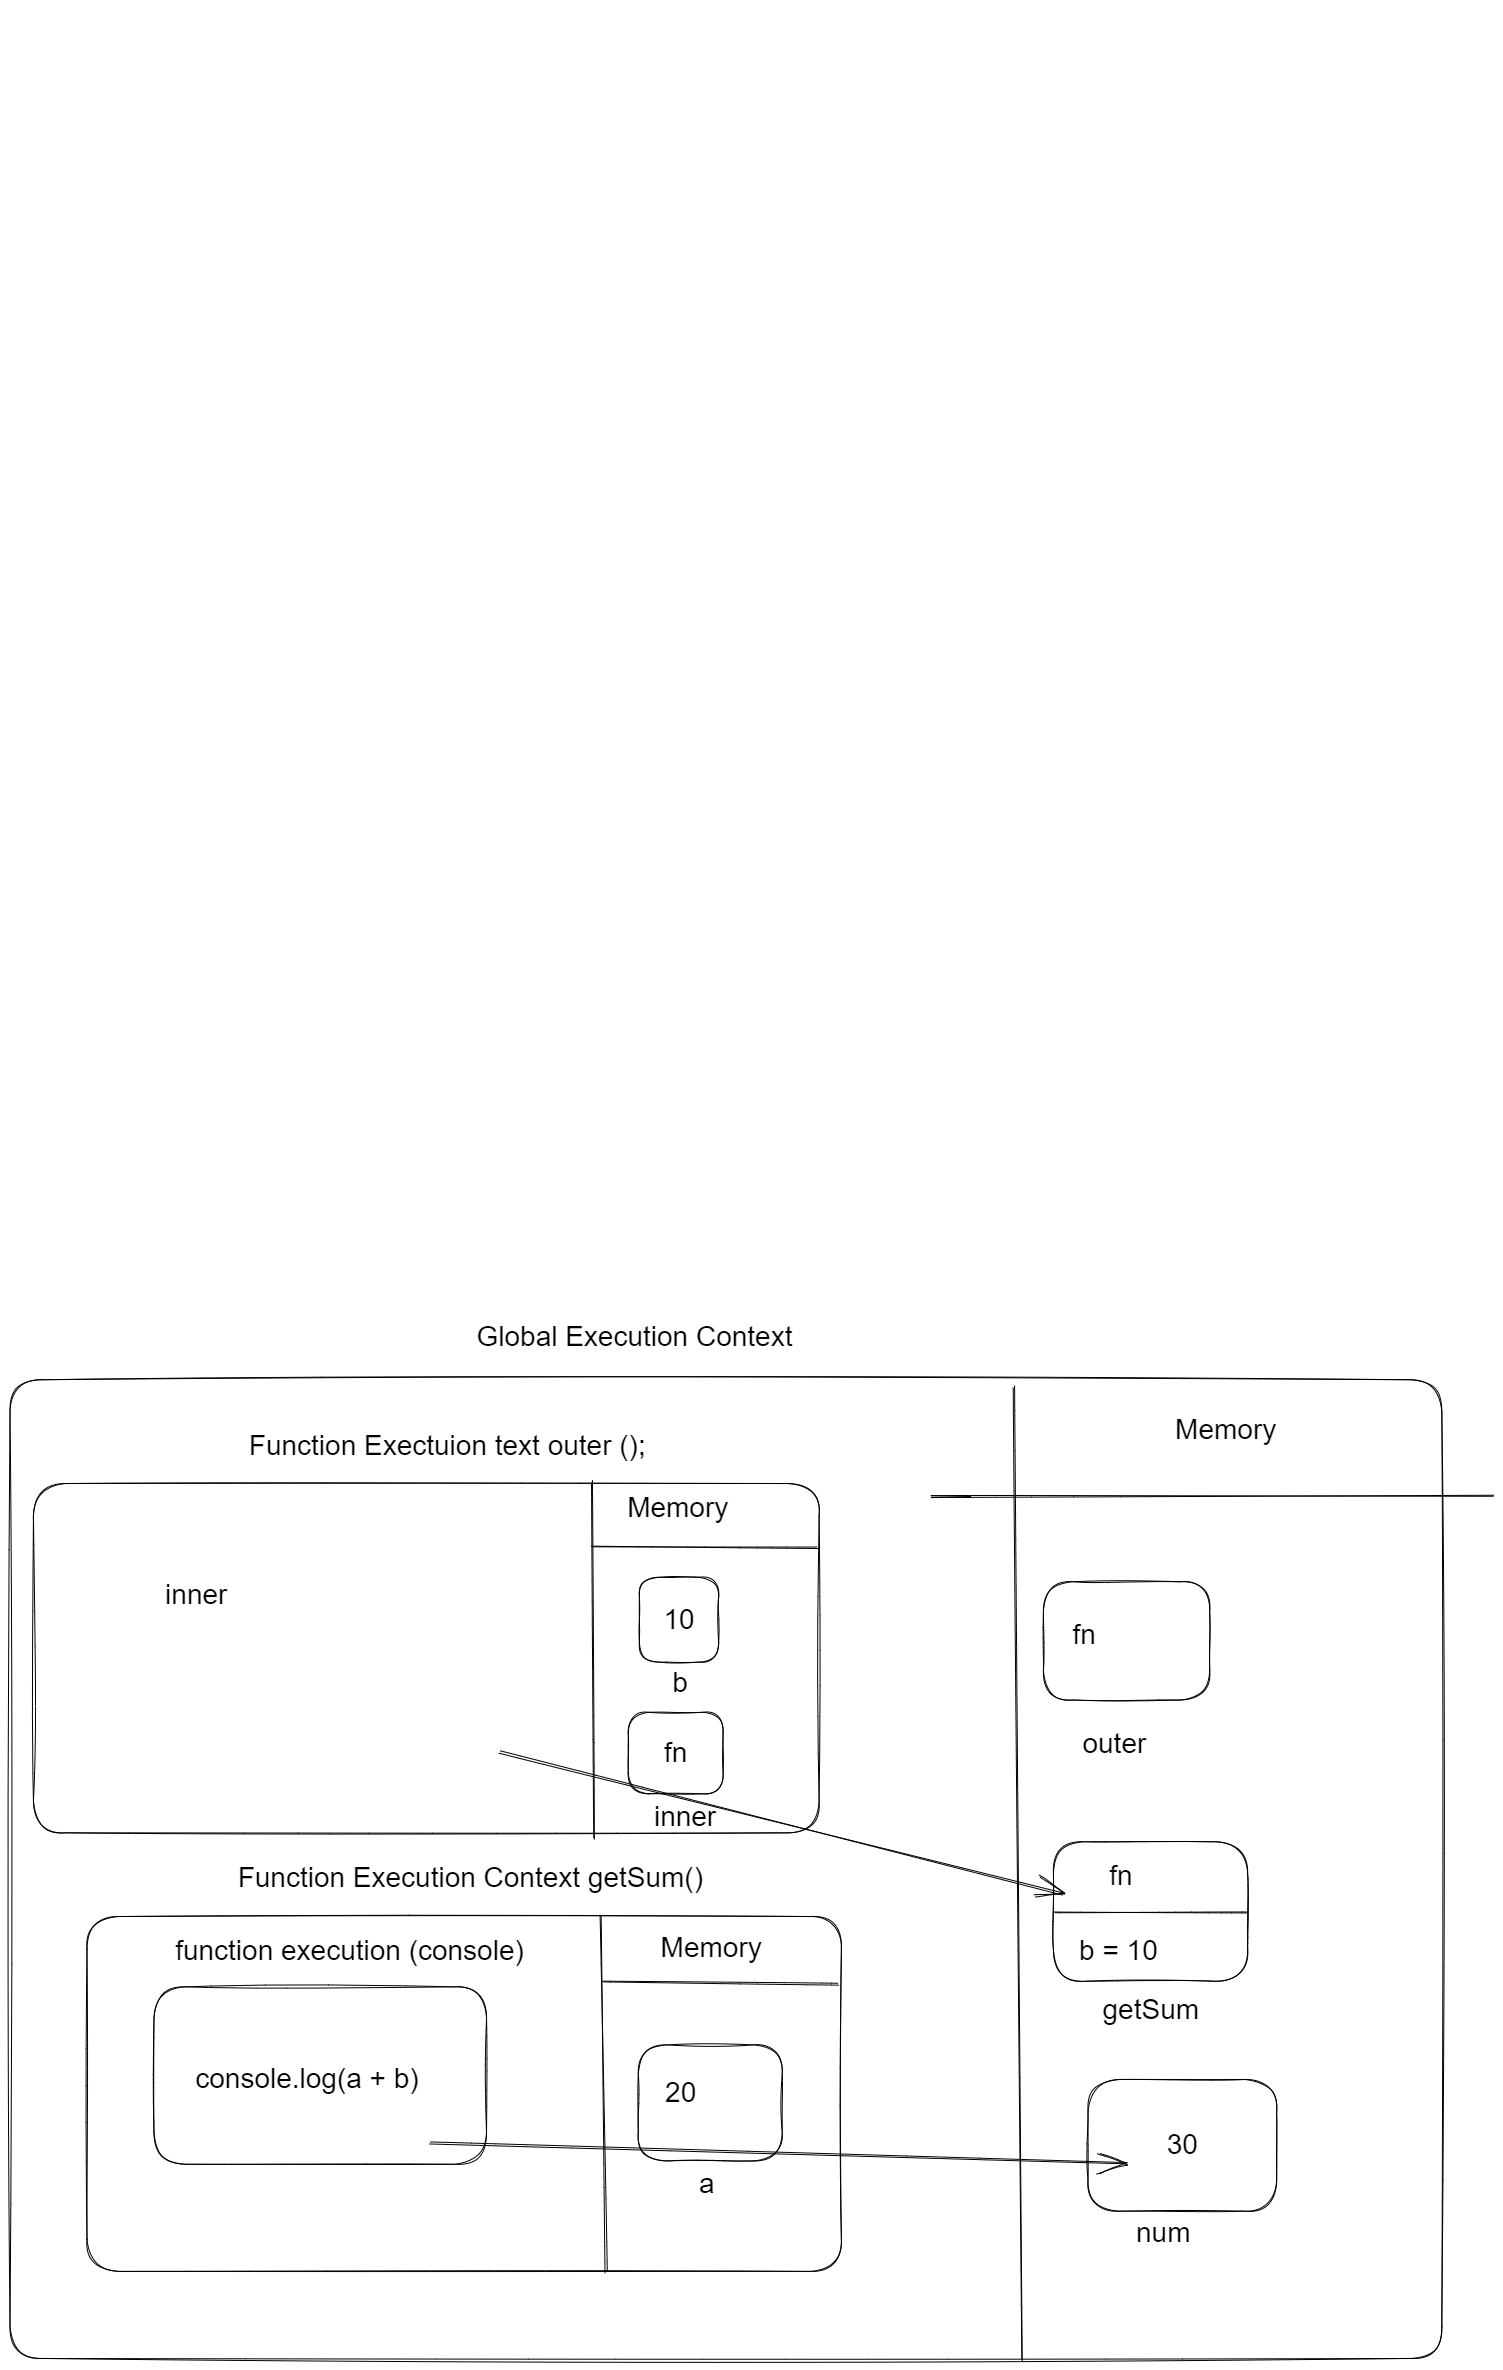 Global Execution Context
Function Exectuion text outer ();
Memory
inner
10
b
fn
inner
Function Execution Context getSum()
function execution (console)
console.log(a + b)
Memory
20
a
Memory
fn
outer
fn
b = 10
getSum
30
num